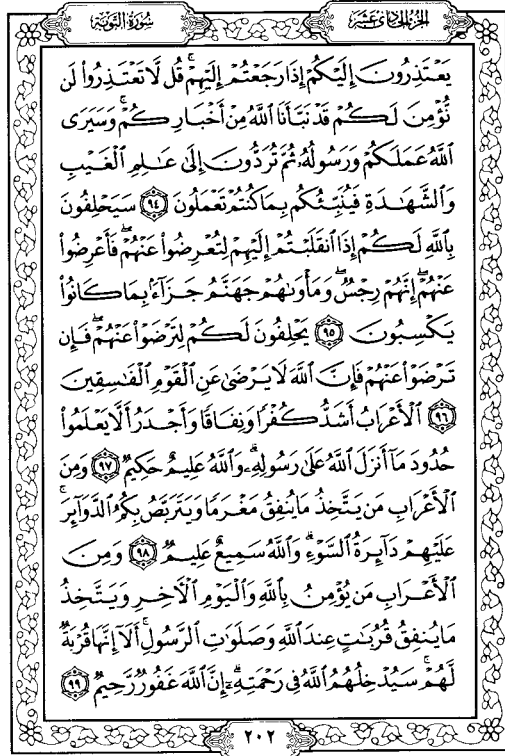 الجزء الحادي عشر
سورة التوبة
يَعْتَذِرُونَ إِلَيْكُمْ إِذَا رَجَعْتُمْ إِلَيْهِمْ ۚ قُل لَّا تَعْتَذِرُوا۟ لَن
نُّؤْمِنَ لَكُمْ قَدْ نَبَّأَنَا ٱللَّهُ مِنْ أَخْبَارِكُمْ ۚ وَسَيَرَى
ٱللَّهُ عَمَلَكُمْ وَرَسُولُهُۥ ثُمَّ تُرَدُّونَ إِلَىٰ عَـٰلِمِ ٱلْغَيْبِ
وَٱلشَّهَـٰدَةِ فَيُنَبِّئُكُم بِمَا كُنتُمْ تَعْمَلُونَ ٩٤ سَيَحْلِفُونَ
بِٱللَّهِ لَكُمْ إِذَا ٱنقَلَبْتُمْ إِلَيْهِمْ لِتُعْرِضُوا۟ عَنْهُمْ ۖ فَأَعْرِضُوا۟
عَنْهُمْ ۖ إِنَّهُمْ رِجْسٌ ۖ وَمَأْوَىٰهُمْ جَهَنَّمُ جَزَآءًۢ بِمَا كَانُوا۟
يَكْسِبُونَ ٩٥ يَحْلِفُونَ لَكُمْ لِتَرْضَوْا۟ عَنْهُمْ ۖ فَإِن
تَرْضَوْا۟ عَنْهُمْ فَإِنَّ ٱللَّهَ لَا يَرْضَىٰ عَنِ ٱلْقَوْمِ ٱلْفَـٰسِقِينَ
٩٦ ٱلْأَعْرَابُ أَشَدُّ كُفْرًا وَنِفَاقًا وَأَجْدَرُ أَلَّا يَعْلَمُوا۟
حُدُودَ مَآ أَنزَلَ ٱللَّهُ عَلَىٰ رَسُولِهِۦ ۗ وَٱللَّهُ عَلِيمٌ حَكِيمٌ ٩٧ وَمِنَ
ٱلْأَعْرَابِ مَن يَتَّخِذُ مَا يُنفِقُ مَغْرَمًا وَيَتَرَبَّصُ بِكُمُ ٱلدَّوَآئِرَ ۚ
عَلَيْهِمْ دَآئِرَةُ ٱلسَّوْءِ ۗ وَٱللَّهُ سَمِيعٌ عَلِيمٌ ٩٨ وَمِنَ
ٱلْأَعْرَابِ مَن يُؤْمِنُ بِٱللَّهِ وَٱلْيَوْمِ ٱلْـَٔاخِرِ وَيَتَّخِذُ
مَا يُنفِقُ قُرُبَـٰتٍ عِندَ ٱللَّهِ وَصَلَوَٰتِ ٱلرَّسُولِ ۚ أَلَآ إِنَّهَا قُرْبَةٌ
لَّهُمْ ۚ سَيُدْخِلُهُمُ ٱللَّهُ فِى رَحْمَتِهِۦٓ ۗ إِنَّ ٱللَّهَ غَفُورٌ رَّحِيمٌ ٩٩
٢٠٢